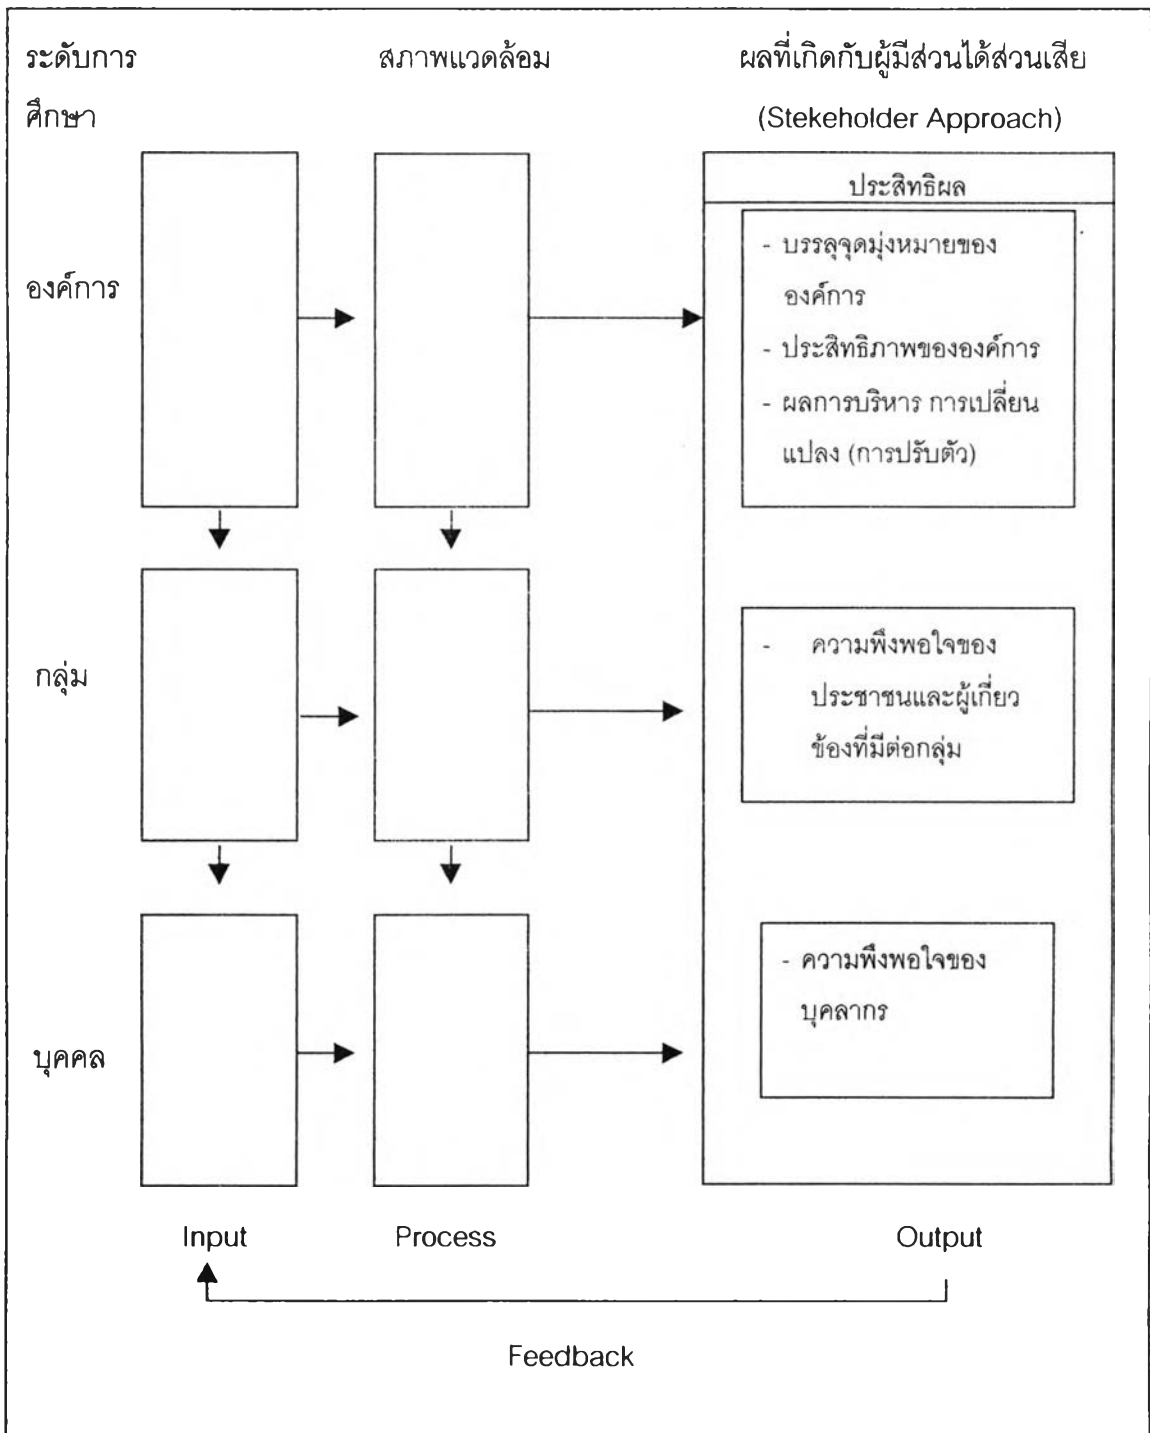 ระดับการ
ศึกษา
สภาพแวดล้อม
ผลที่เกิดกับผู้มีส่วนได้ส่วนเสีย
(Stekeholder Approach)
ประสิทธิผล
องค์การ
- บรรลุจุดมุ่งหมายของ
องค์การ
- ประสิทธิภาพขององค์การ
- ผลการบริหาร การเปลี่ยน
แปลง (การปรับตัว)
กลุ่ม
- ความพึงพอใจของ
ประชาชนและผู้เกี่ยว
ข้องที่มีต่อกลุ่ม
บุคคล
- ความพึงพอใจของ
บุคลากร
Input
Process
Output
Feedback